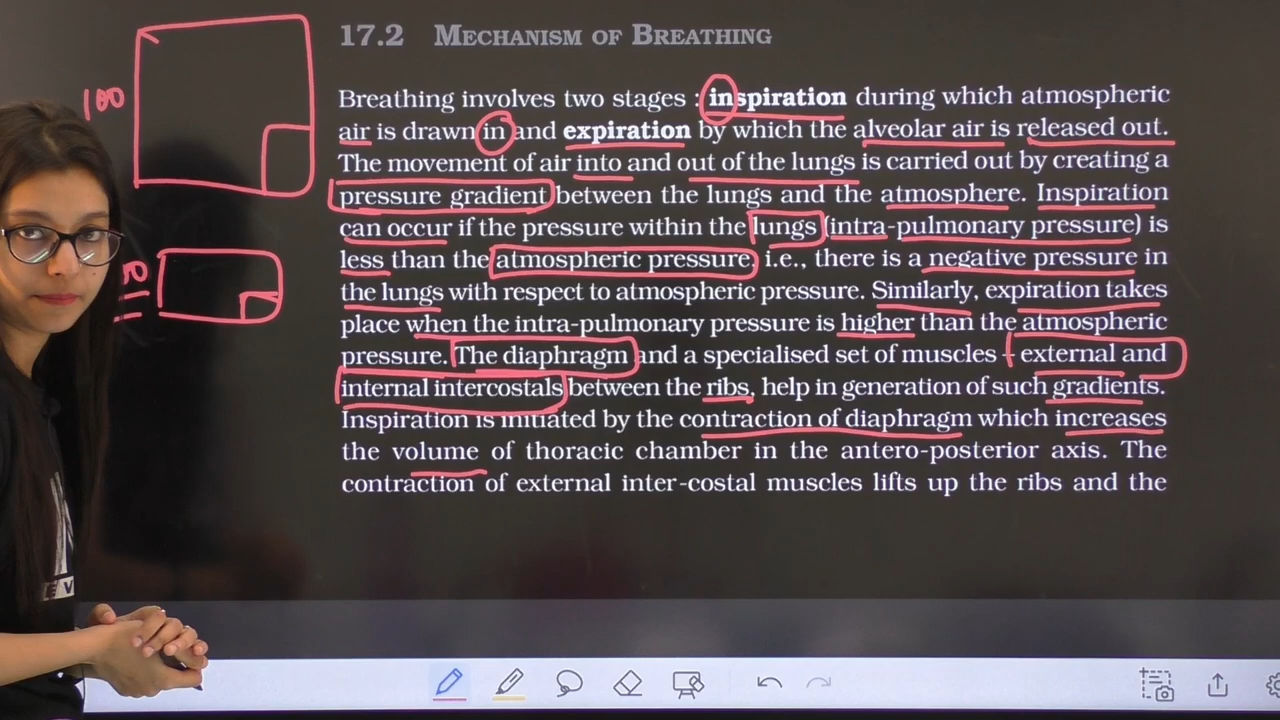 17.2 MECHANISM OF BREATHING
100
Breathing involves two stages : inspiration during which atmospheric
air is drawn in and expiration by which the alveolar air is released out.
The movement of air into and out of the lungs is carried out by creating a
pressure gradient between the lungs and the atmosphere. Inspiration
can occur if the pressure within the lungs (intra-pulmonary pressure) is
less than the atmospheric pressure, i.e., there is a negative pressure in
the lungs with respect to atmospheric pressure. Similarly, expiration takes
place when the intra-pulmonary pressure is higher than the atmospheric
pressure. The diaphragm and a specialised set of muscles – external and
internal intercostals between the ribs, help in generation of such gradients.
Inspiration is initiated by the contraction of diaphragm which increases
the volume of thoracic chamber in the antero-posterior axis. The
contraction of external inter-costal muscles lifts up the ribs and the